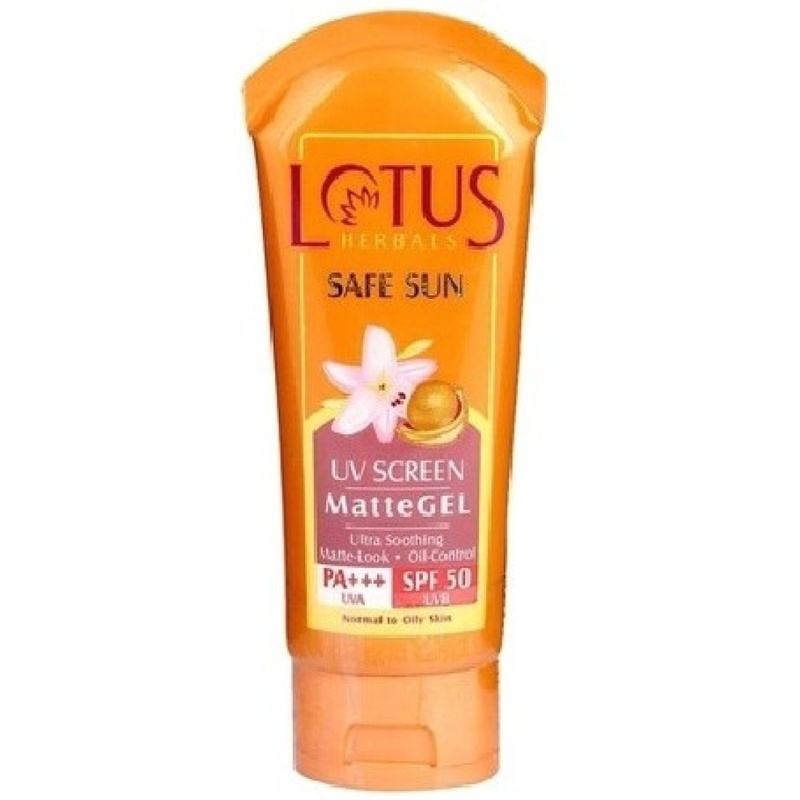 LOTUS
HERBALS
SAFE SUN
UV SCREEN
MatteGEL
Ultra Soothing
Matte-Look • Oil-Control
PA+++ SPF 50
UVA UVB
Normal to Oily Skin